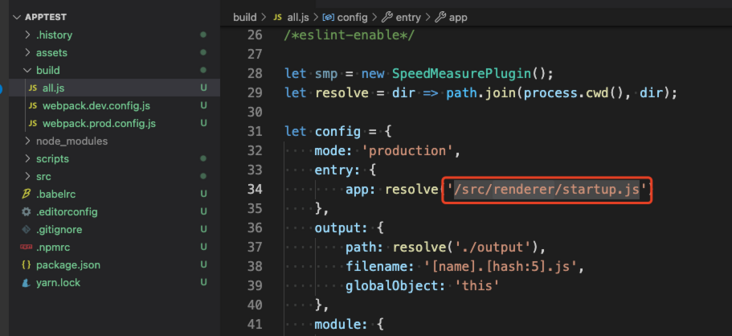 APPTEST
.history
assets
build
JS all.js U
JS webpack.dev.config.js U
JS webpack.prod.config.js U
node_modules
scripts
src
.babelrc U
.editorconfig U
.gitignore U
.npmrc U
{} package.json U
yarn.lock U
build > JS all.js > config > entry > app
26 /*eslint-enable*/
27
28 let smp = new SpeedMeasurePlugin();
29 let resolve = dir => path.join(process.cwd(), dir);
30
31 let config = {
32 mode: 'production',
33 entry: {
34 app: resolve '/src/renderer/startup.js'
35 },
36 output: {
37 path: resolve('./output'),
38 filename: '[name].[hash:5].js',
39 globalObject: 'this'
40 },
41 module: {